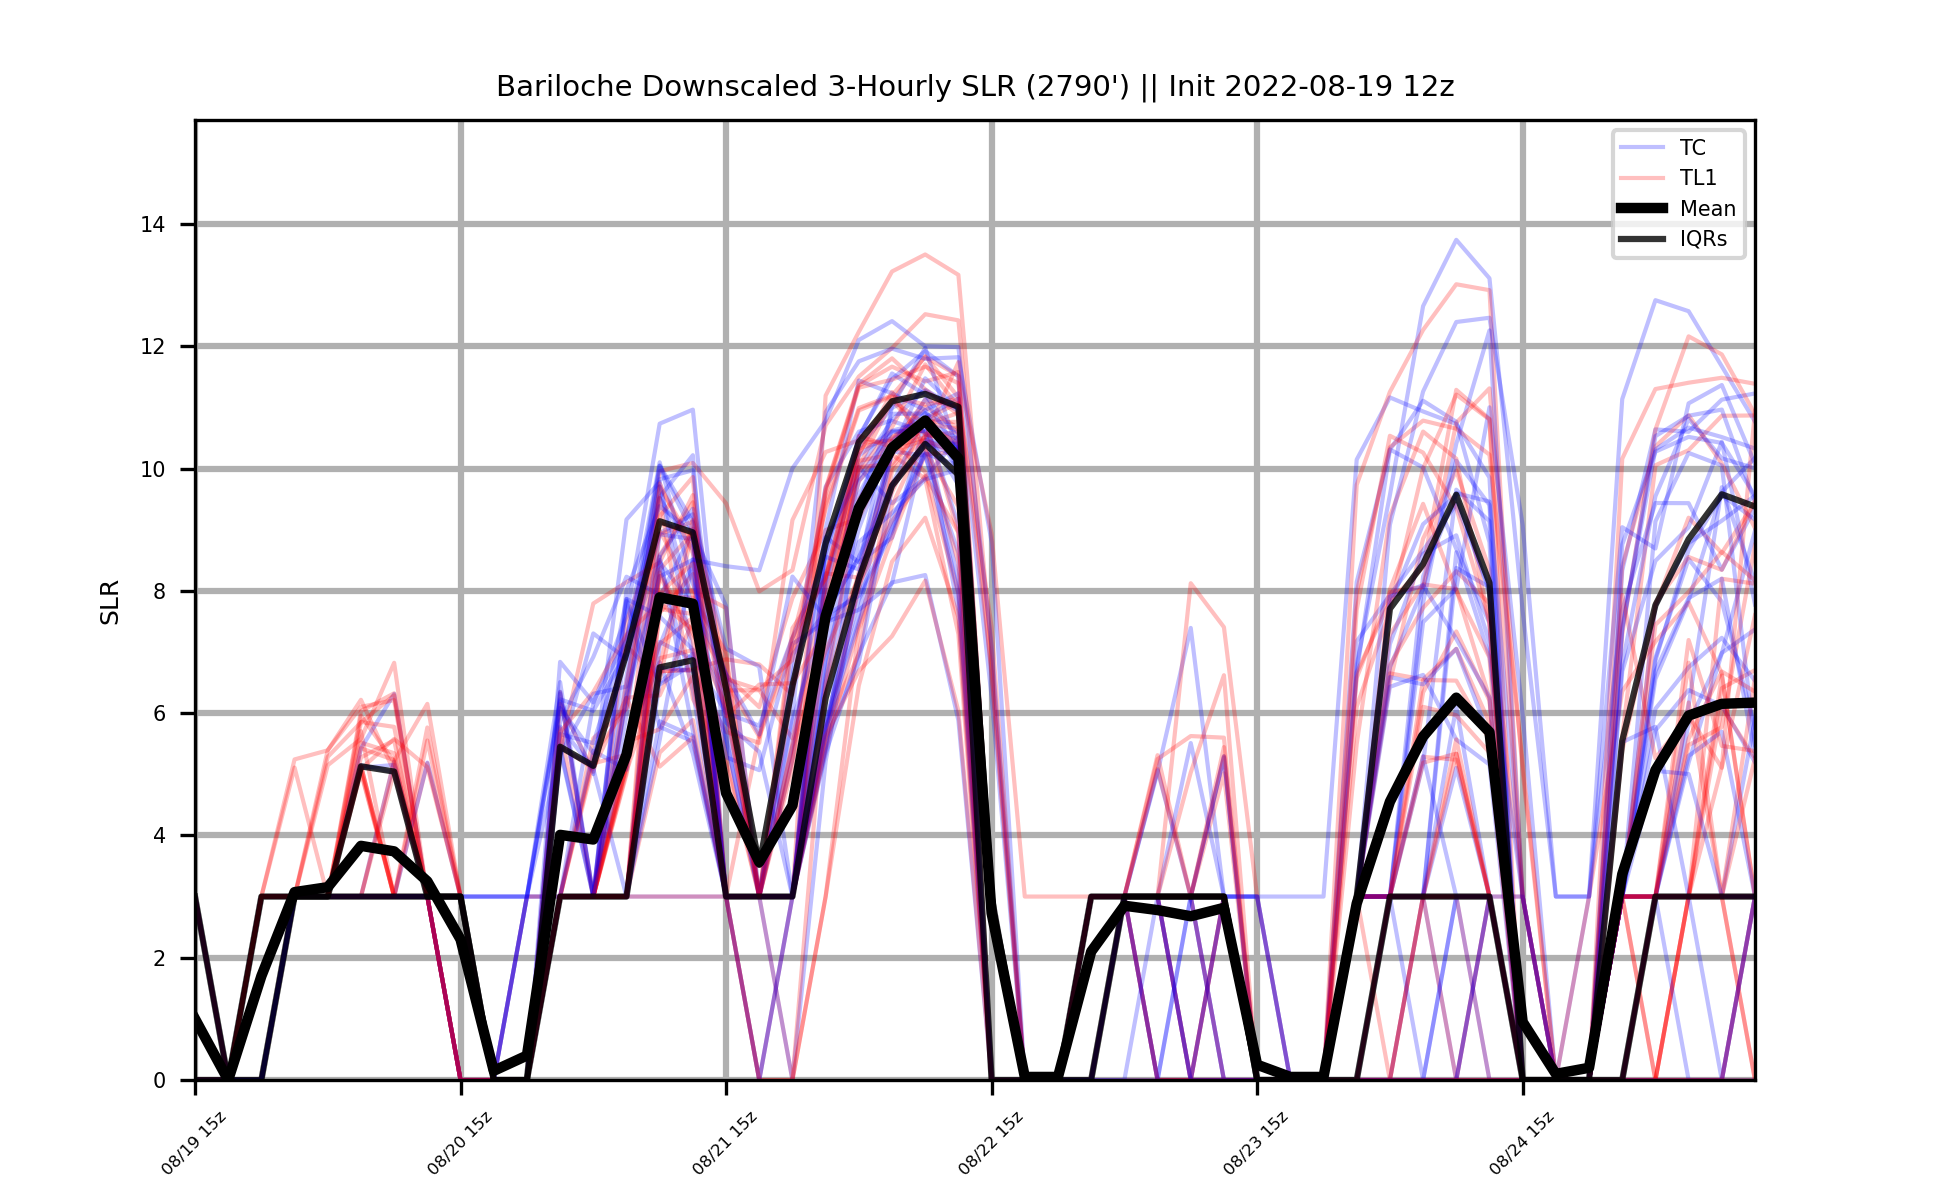 Bariloche Downscaled 3-Hourly SLR (2790') || Init 2022-08-19 12z
TC
TL1
Mean
IQRs
SLR
14
12
10
8
6
4
2
0
08/19 15z
08/20 15z
08/21 15z
08/22 15z
08/23 15z
08/24 15z